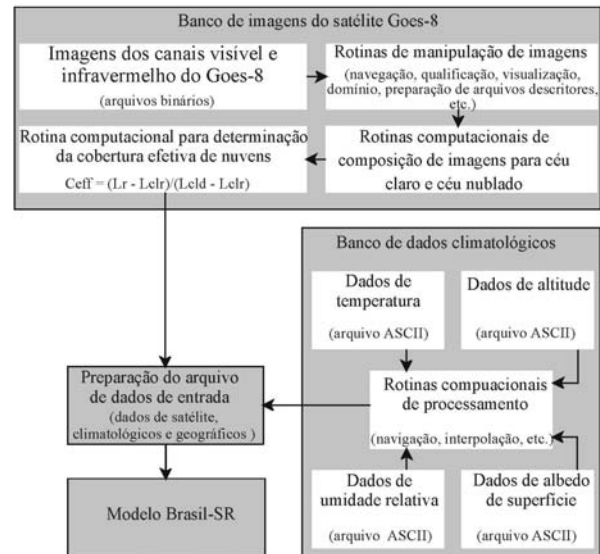 Banco de imagens do satélite Goes-8
Imagens dos canais visível e
infravermelho do Goes-8
(arquivos binários)
Rotinas de manipulação de imagens
(navegação, qualificação, visualização,
domínio, preparação de arquivos descritores,
etc.)
Rotina computacional para determinação
da cobertura efetiva de nuvens
Ceff = (Lr - Lclr)/(Lcld - Lclr)
Rotinas computacionais de
composição de imagens para céu
claro e céu nublado
Banco de dados climatológicos
Dados de
temperatura
(arquivo ASCII)
Dados de altitude
(arquivo ASCII)
Preparação do arquivo
de dados de entrada
(dados de satélite,
climatológicos e geográficos )
Rotinas compuacionais
de processamento
(navigação, interpolação, etc.)
Modelo Brasil-SR
Dados de
umidade relativa
(arquivo ASCII)
Dados de albedo
de superfície
(arquivo ASCII)